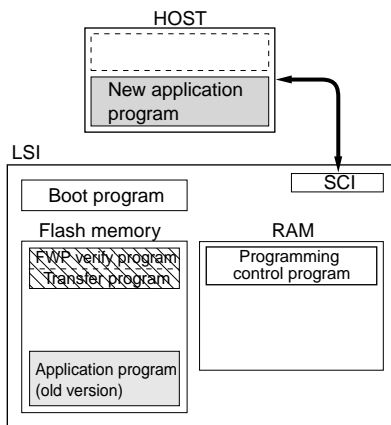 HOST
New application
program
LSI
SCI
Boot program
Flash memory
RAM
FWP verify program
Transfer program
Programming
control program
Application program
(old version)